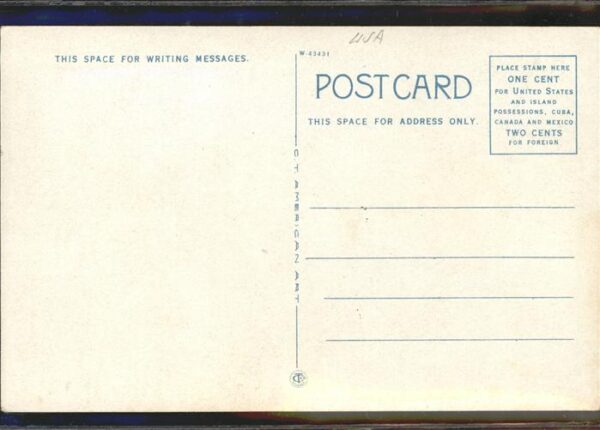 USA
THIS SPACE FOR WRITING MESSAGES.
W-43431
POSTCARD
THIS SPACE FOR ADDRESS ONLY.
PLACE STAMP HERE
ONE CENT
FOR UNITED STATES
AND ISLAND
POSSESSIONS, CUBA,
CANADA AND MEXICO
TWO CENTS
FOR FOREIGN